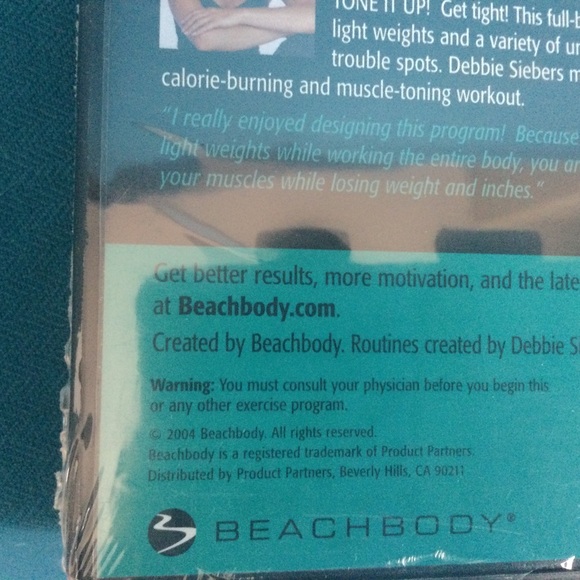 TONE IT UP! Get tight! This full-b
light weights and a variety of
trouble spots. Debbie Siebers m
calorie-burning and muscle-toning workout.
"I really enjoyed designing this program! Because
light weights while working the entire body, you
your muscles while losing weight and inches."
Get better results, more motivation, and the late
at Beachbody.com.
Created by Beachbody. Routines created by Debbie
Warning: You must consult your physician before you begin this
or any other exercise program.
© 2004 Beachbody. All rights reserved.
Beachbody is a registered trademark of Product Partners.
Distributed by Product Partners, Beverly Hills, CA 90211
BEACHBODY®